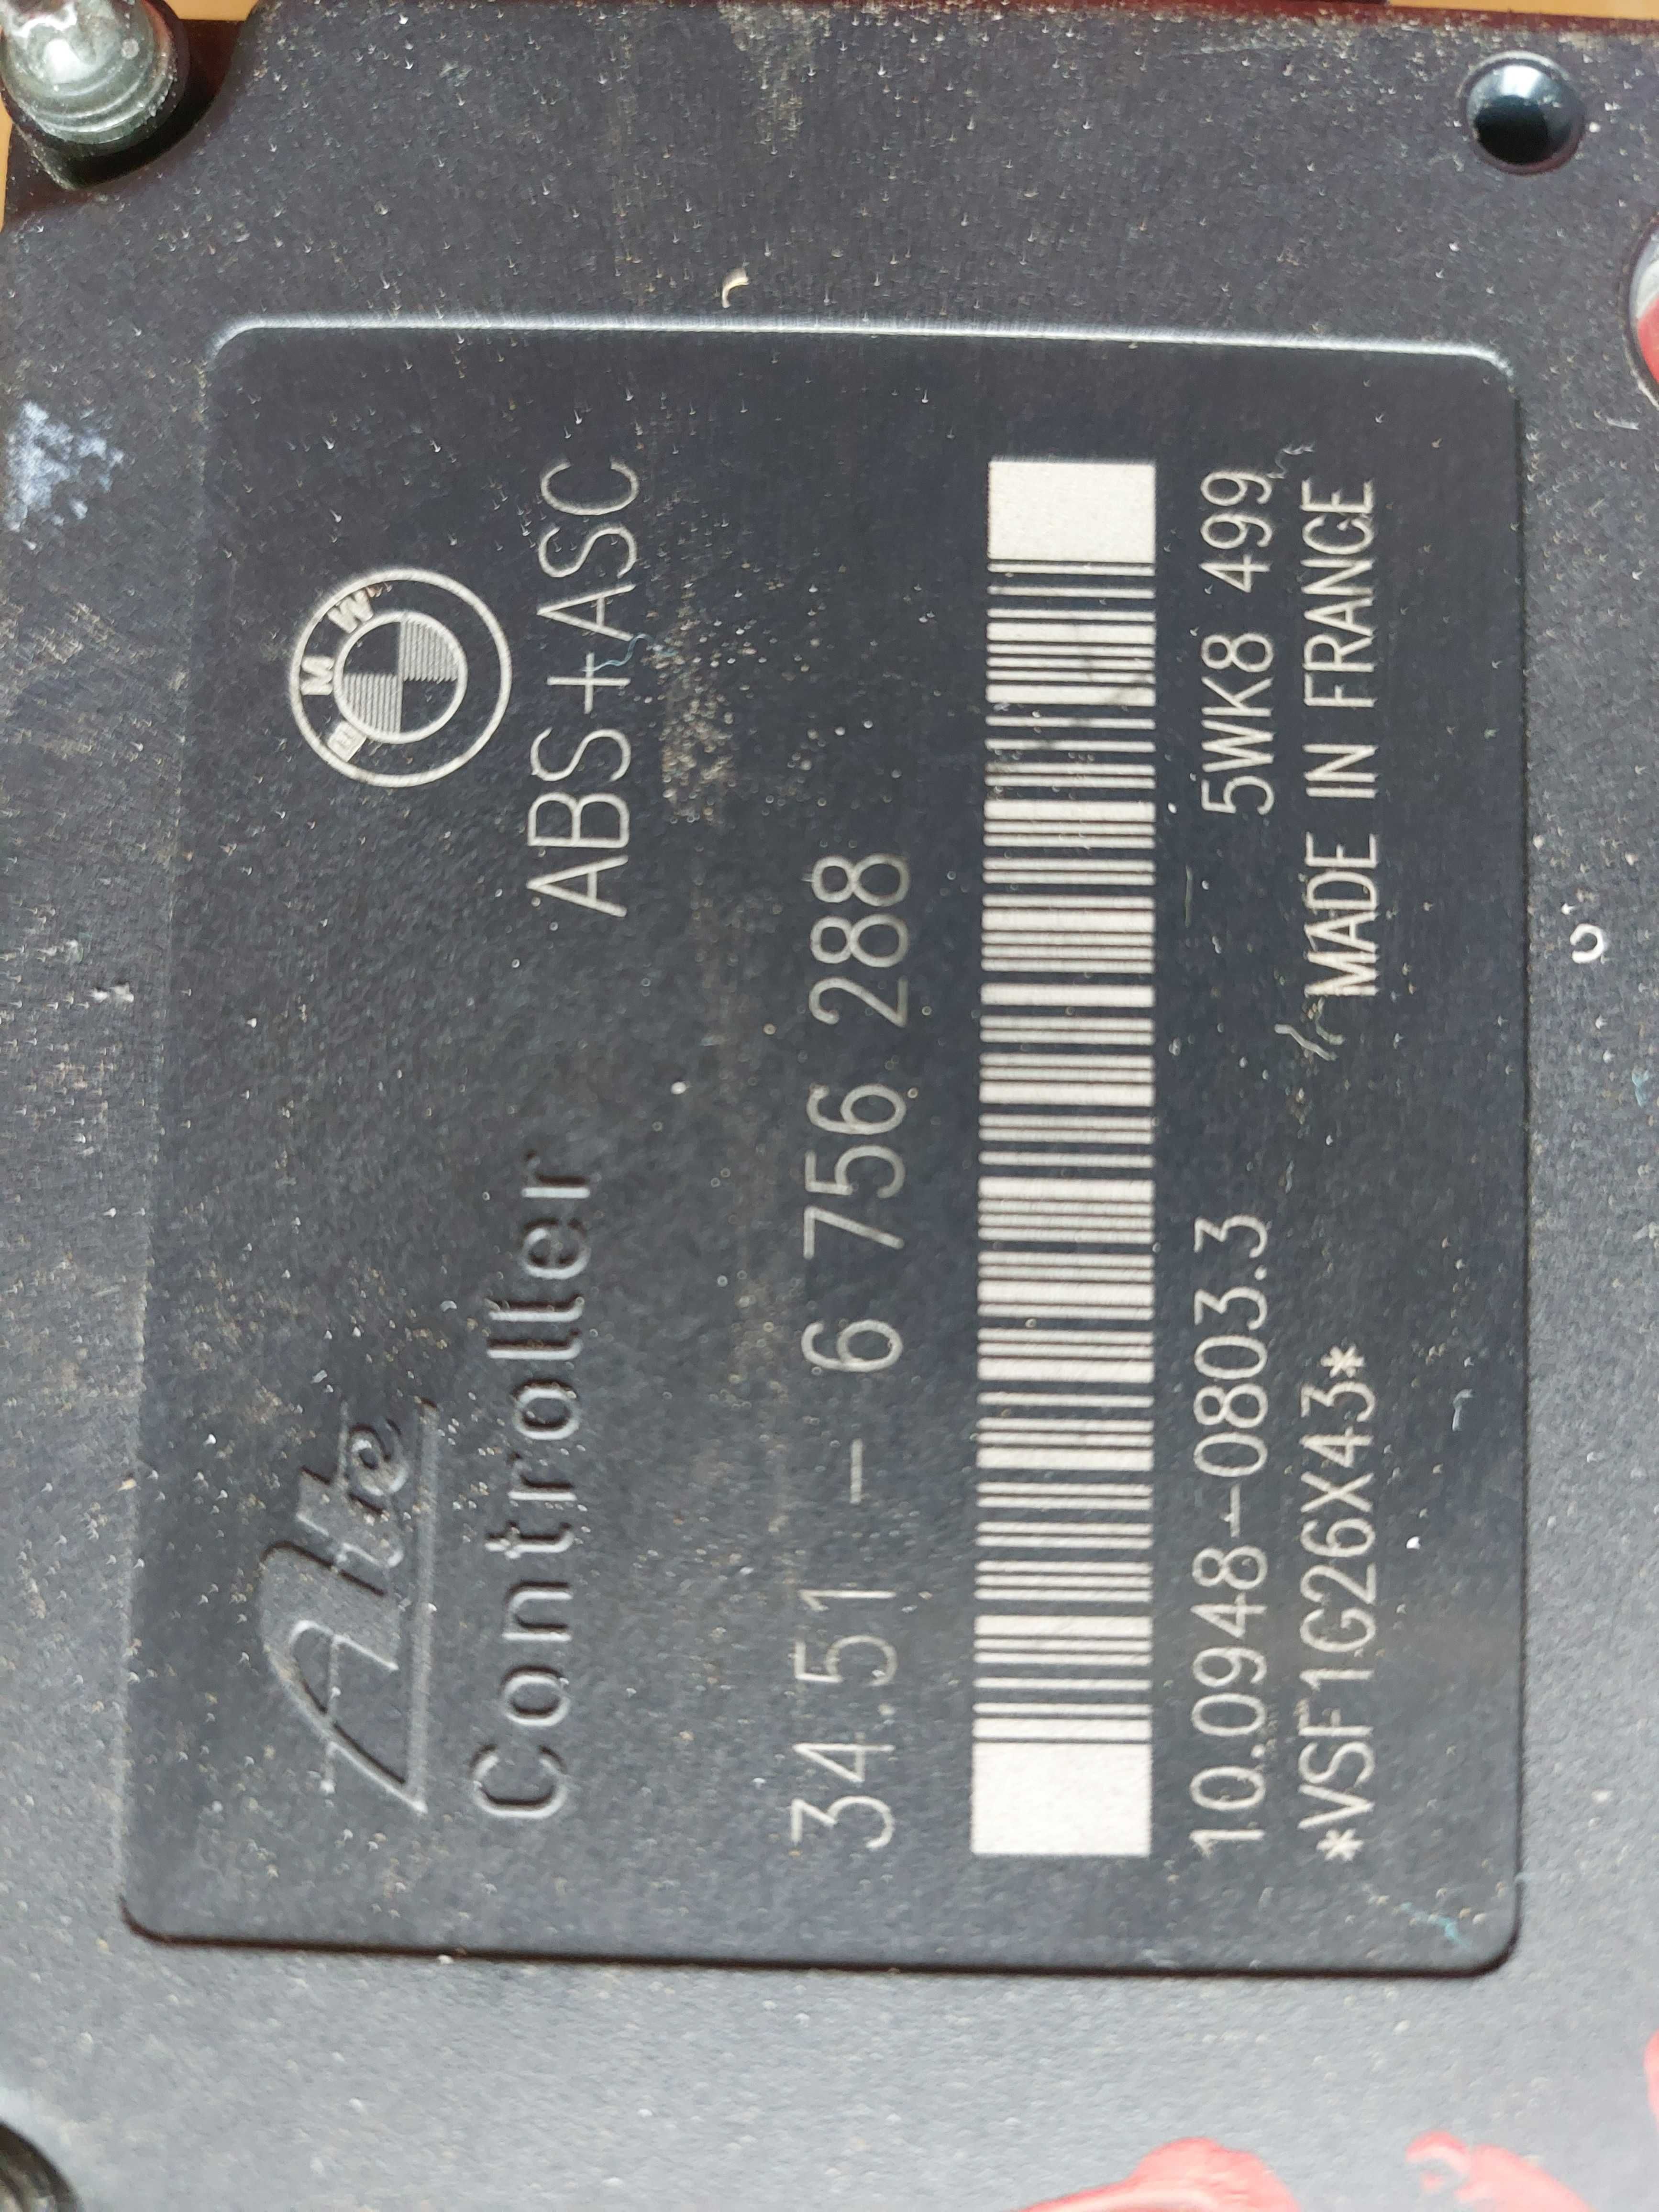 BMW
Ate
Controller ABS+ASC
34.51 - 6 756 288
10.0948-0803.3 5WK8 499
*VSF1G26X43* MADE IN FRANCE